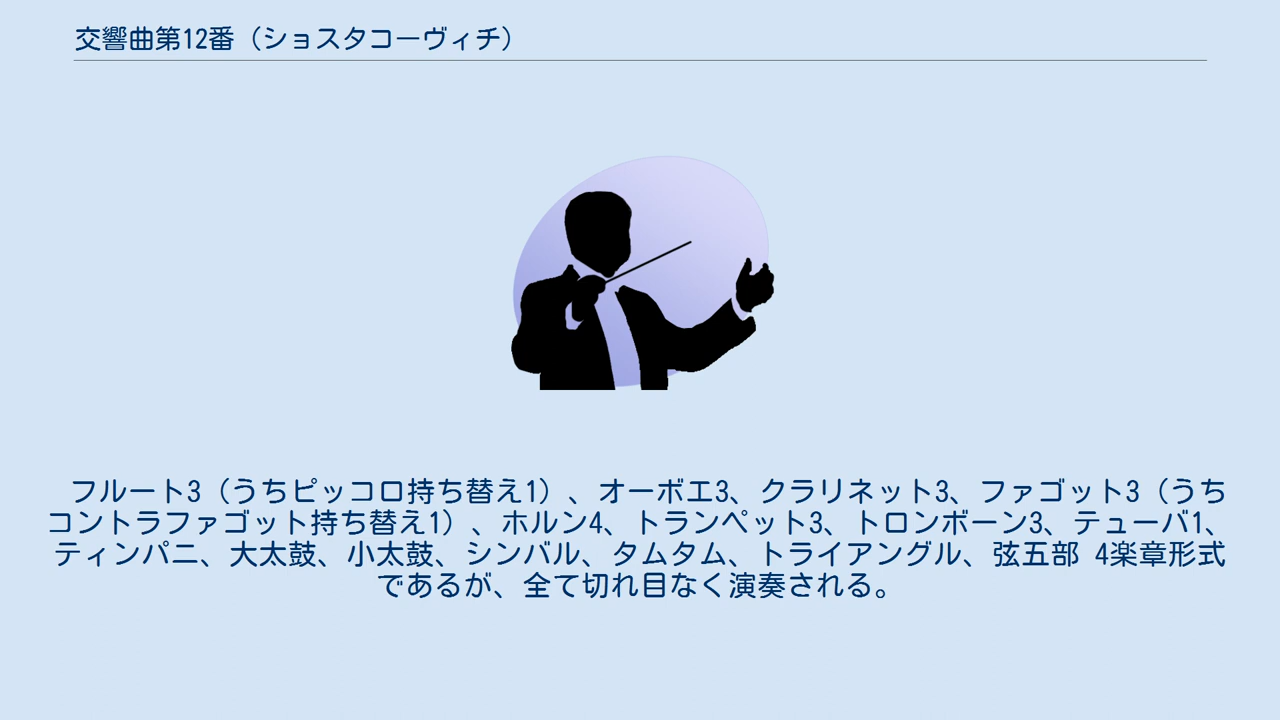 交響曲第12番（ショスタコーヴィチ）
フルート3（うちピッコロ持ち替え1）、オーボエ3、クラリネット3、ファゴット3（うち
コントラファゴット持ち替え1）、ホルン4、トランペット3、トロンボーン3、テューバ1、
ティンパニ、大太鼓、小太鼓、シンバル、タムタム、トライアングル、弦五部 4楽章形式
であるが、全て切れ目なく演奏される。